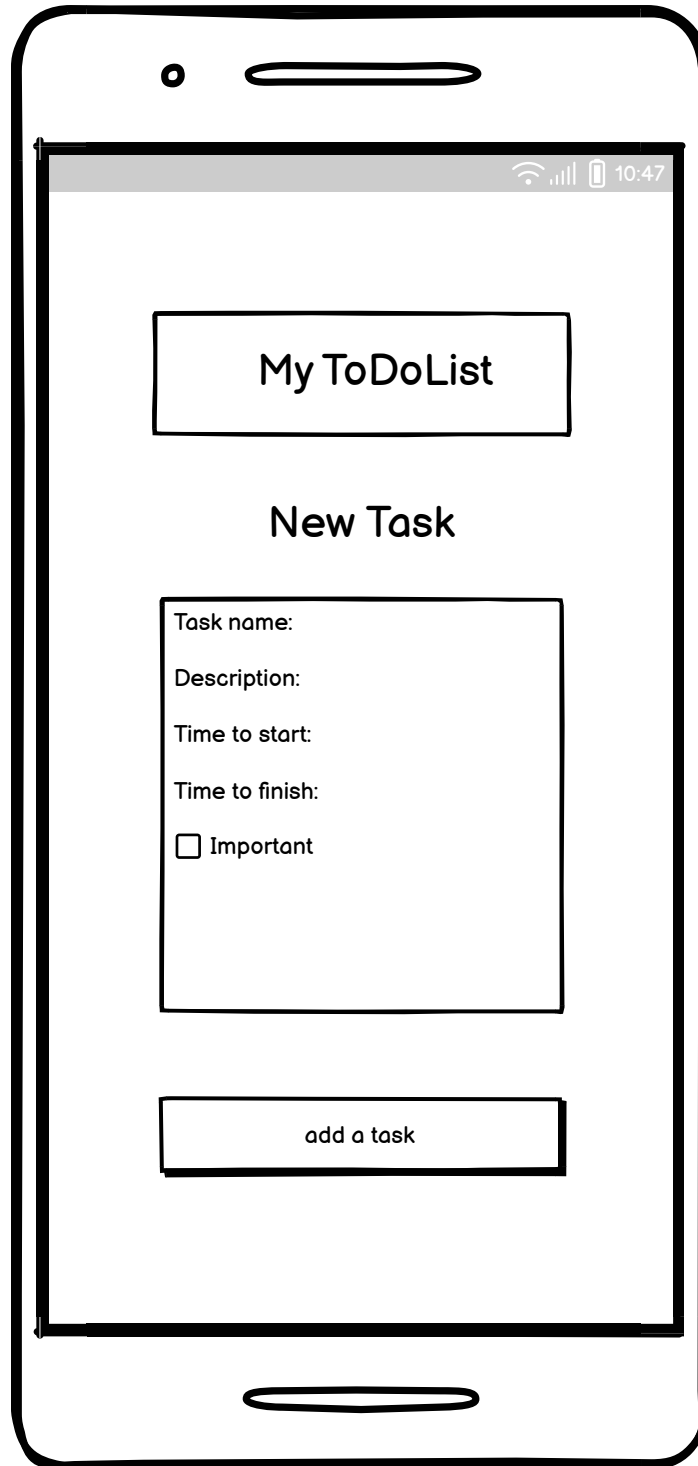 10:47
My ToDoList
New Task
Task name:
Description:
Time to start:
Time to finish:
Important
add a task